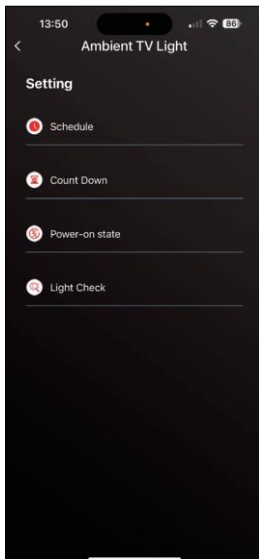 13:50
86
Ambient TV Light
Setting
Schedule
Count Down
Power-on state
Light Check